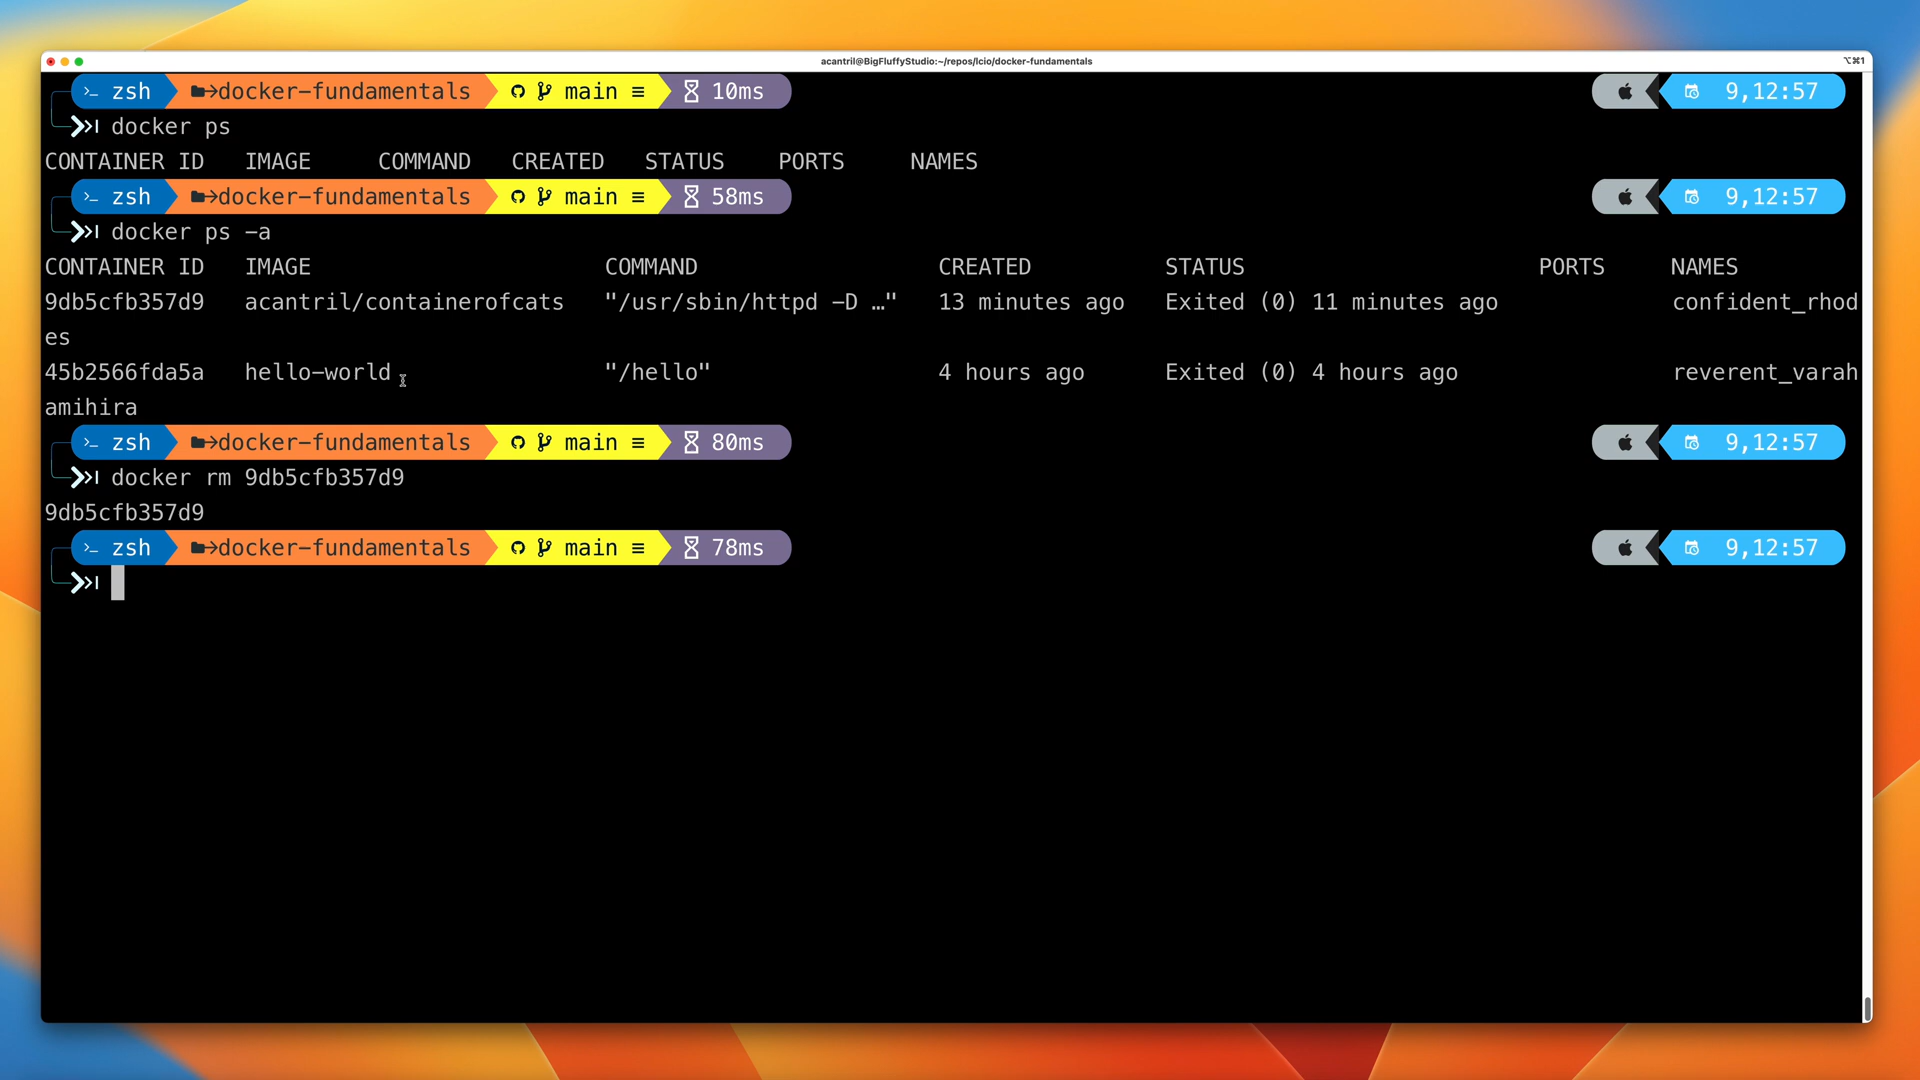 acantril@BigFluffyStudio:~/repos/lcio/docker-fundamentals ⌥⌘1
>_ zsh docker-fundamentals main ≡ 10ms 9,12:57
docker ps
CONTAINER ID IMAGE COMMAND CREATED STATUS PORTS NAMES
>_ zsh docker-fundamentals main ≡ 58ms 9,12:57
docker ps -a
CONTAINER ID IMAGE COMMAND CREATED STATUS PORTS NAMES
9db5cfb357d9 acantril/containerofcats "/usr/sbin/httpd -D …" 13 minutes ago Exited (0) 11 minutes ago confident_rhod
es
45b2566fda5a hello-world "/hello" 4 hours ago Exited (0) 4 hours ago reverent_varah
amihira
>_ zsh docker-fundamentals main ≡ 80ms 9,12:57
docker rm 9db5cfb357d9
9db5cfb357d9
>_ zsh docker-fundamentals main ≡ 78ms 9,12:57